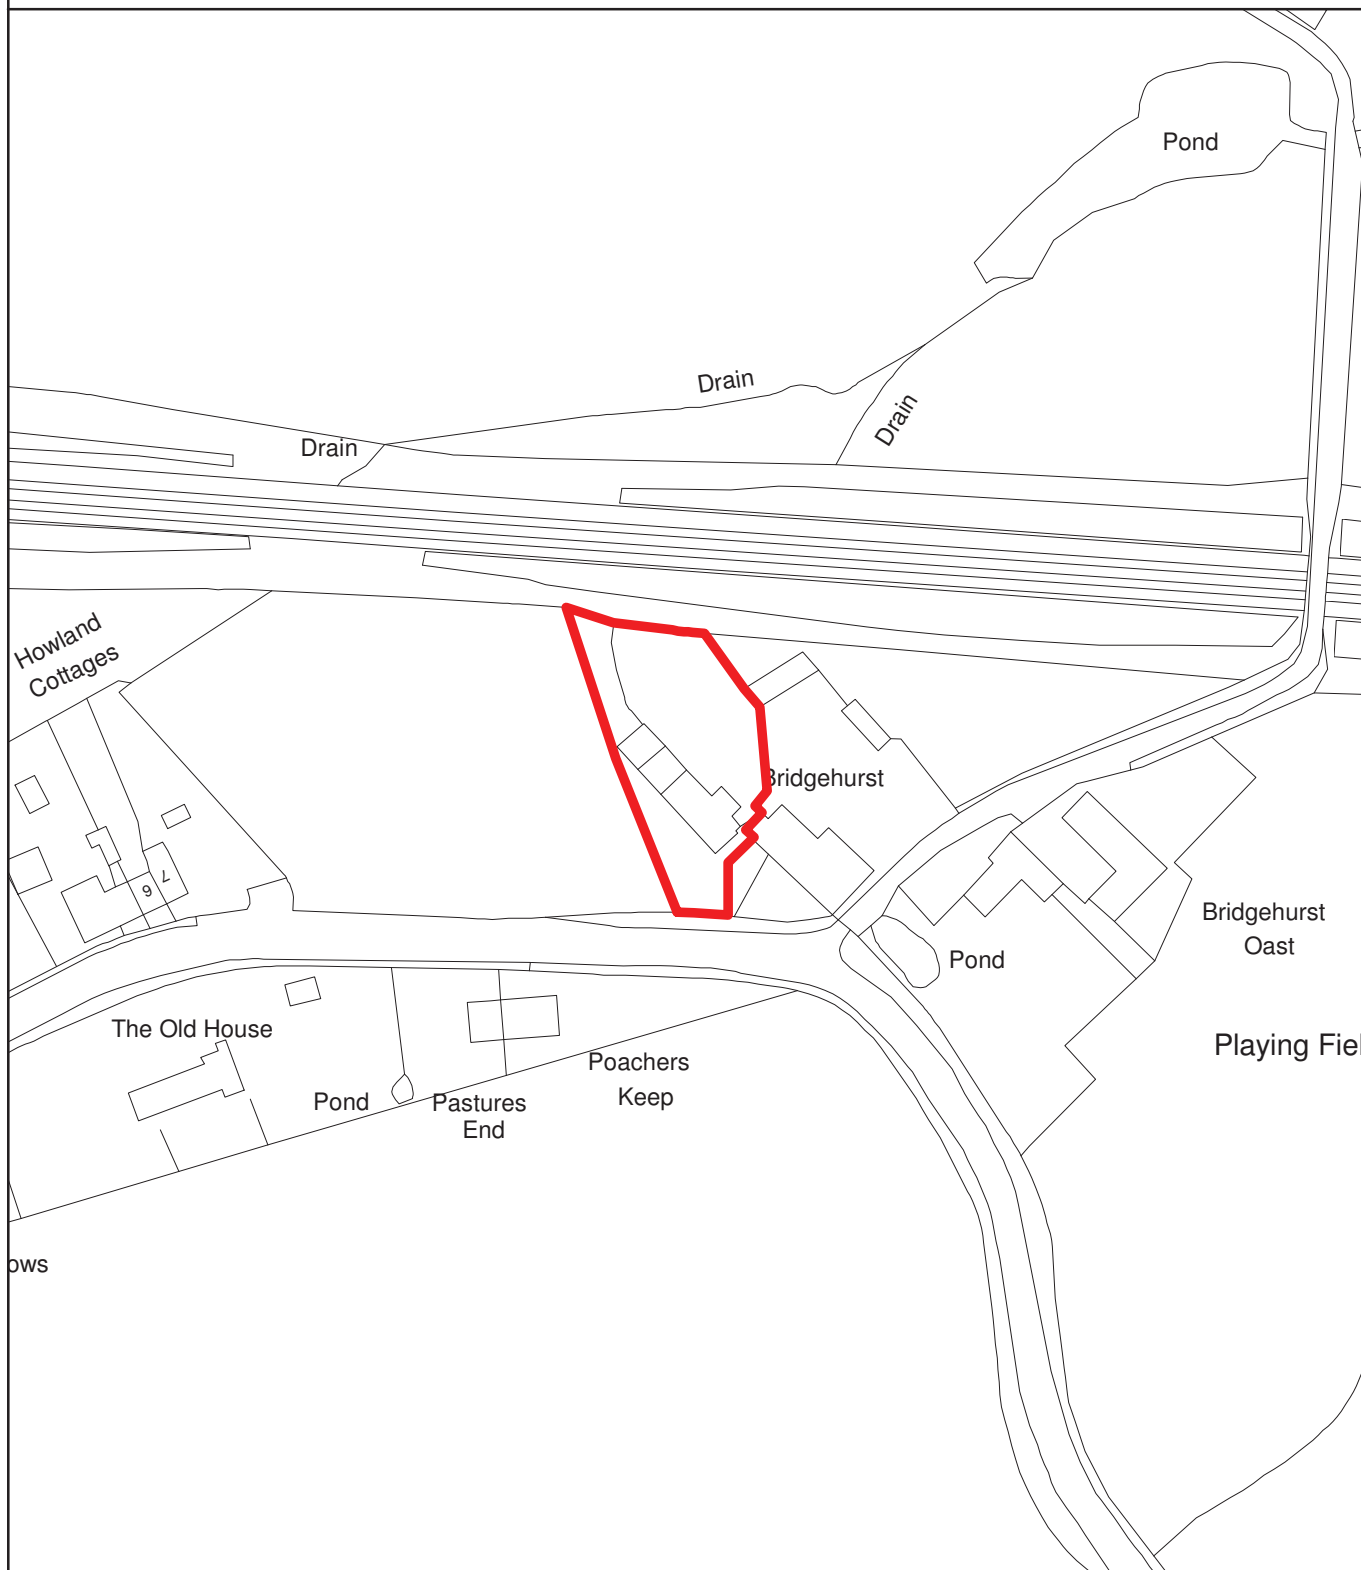 Pond
Drain
Drain
Drain
Howland
Cottages
Bridgehurst
6
7
Bridgehurst
Oast
Pond
The Old House
Playing Fiel
Poachers
Keep
Pond
Pastures
End
ows